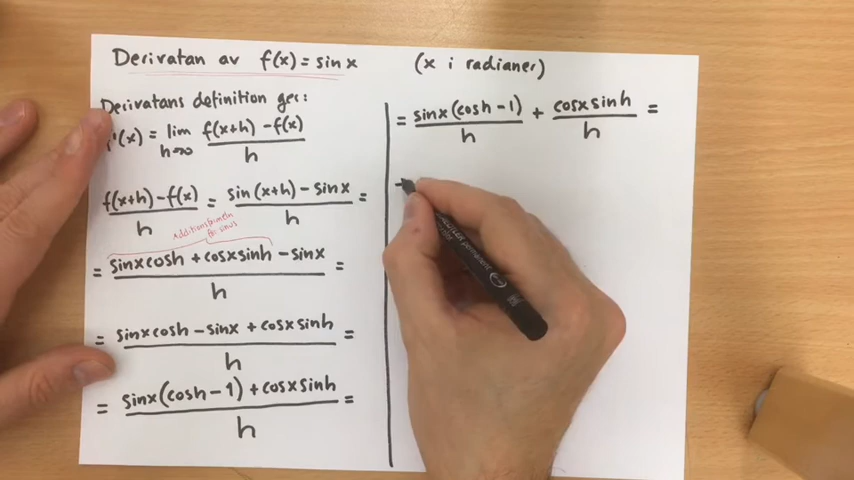 Derivatan av f(x) = sin x (x i radianer)
Derivatans definition ger:
f'(x) = lim h→0 (f(x+h) - f(x)) / h
(f(x+h) - f(x)) / h = (sin (x+h) - sin x) / h =
Additionsformeln
för sinus
= (sin x cos h + cos x sin h - sin x) / h =
= (sin x cos h - sin x + cos x sin h) / h =
= (sin x (cos h - 1) + cos x sin h) / h =
= (sin x (cos h - 1)) / h + (cos x sin h) / h =